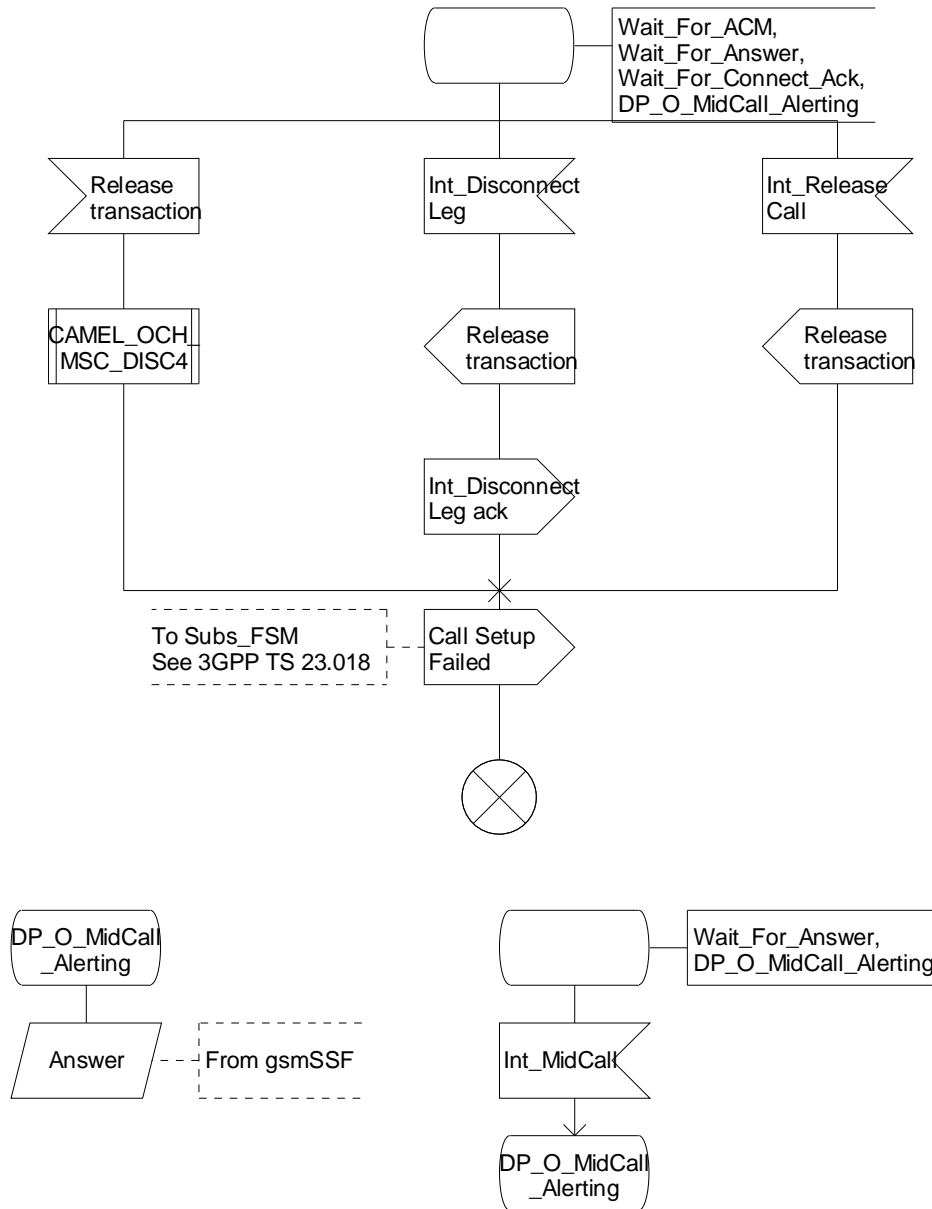 Wait_For_ACM,
Wait_For_Answer,
Wait_For_Connect_Ack,
DP_O_MidCall_Alerting
Release
transaction
Int_Disconnect
Leg
Int_Release
Call
CAMEL_OCH_
MSC_DISC4
Release
transaction
Release
transaction
Int_Disconnect
Leg ack
To Subs_FSM
See 3GPP TS 23.018
Call Setup
Failed
DP_O_MidCall
_Alerting
Wait_For_Answer,
DP_O_MidCall_Alerting
Answer
From gsmSSF
Int_MidCall
DP_O_MidCall
_Alerting